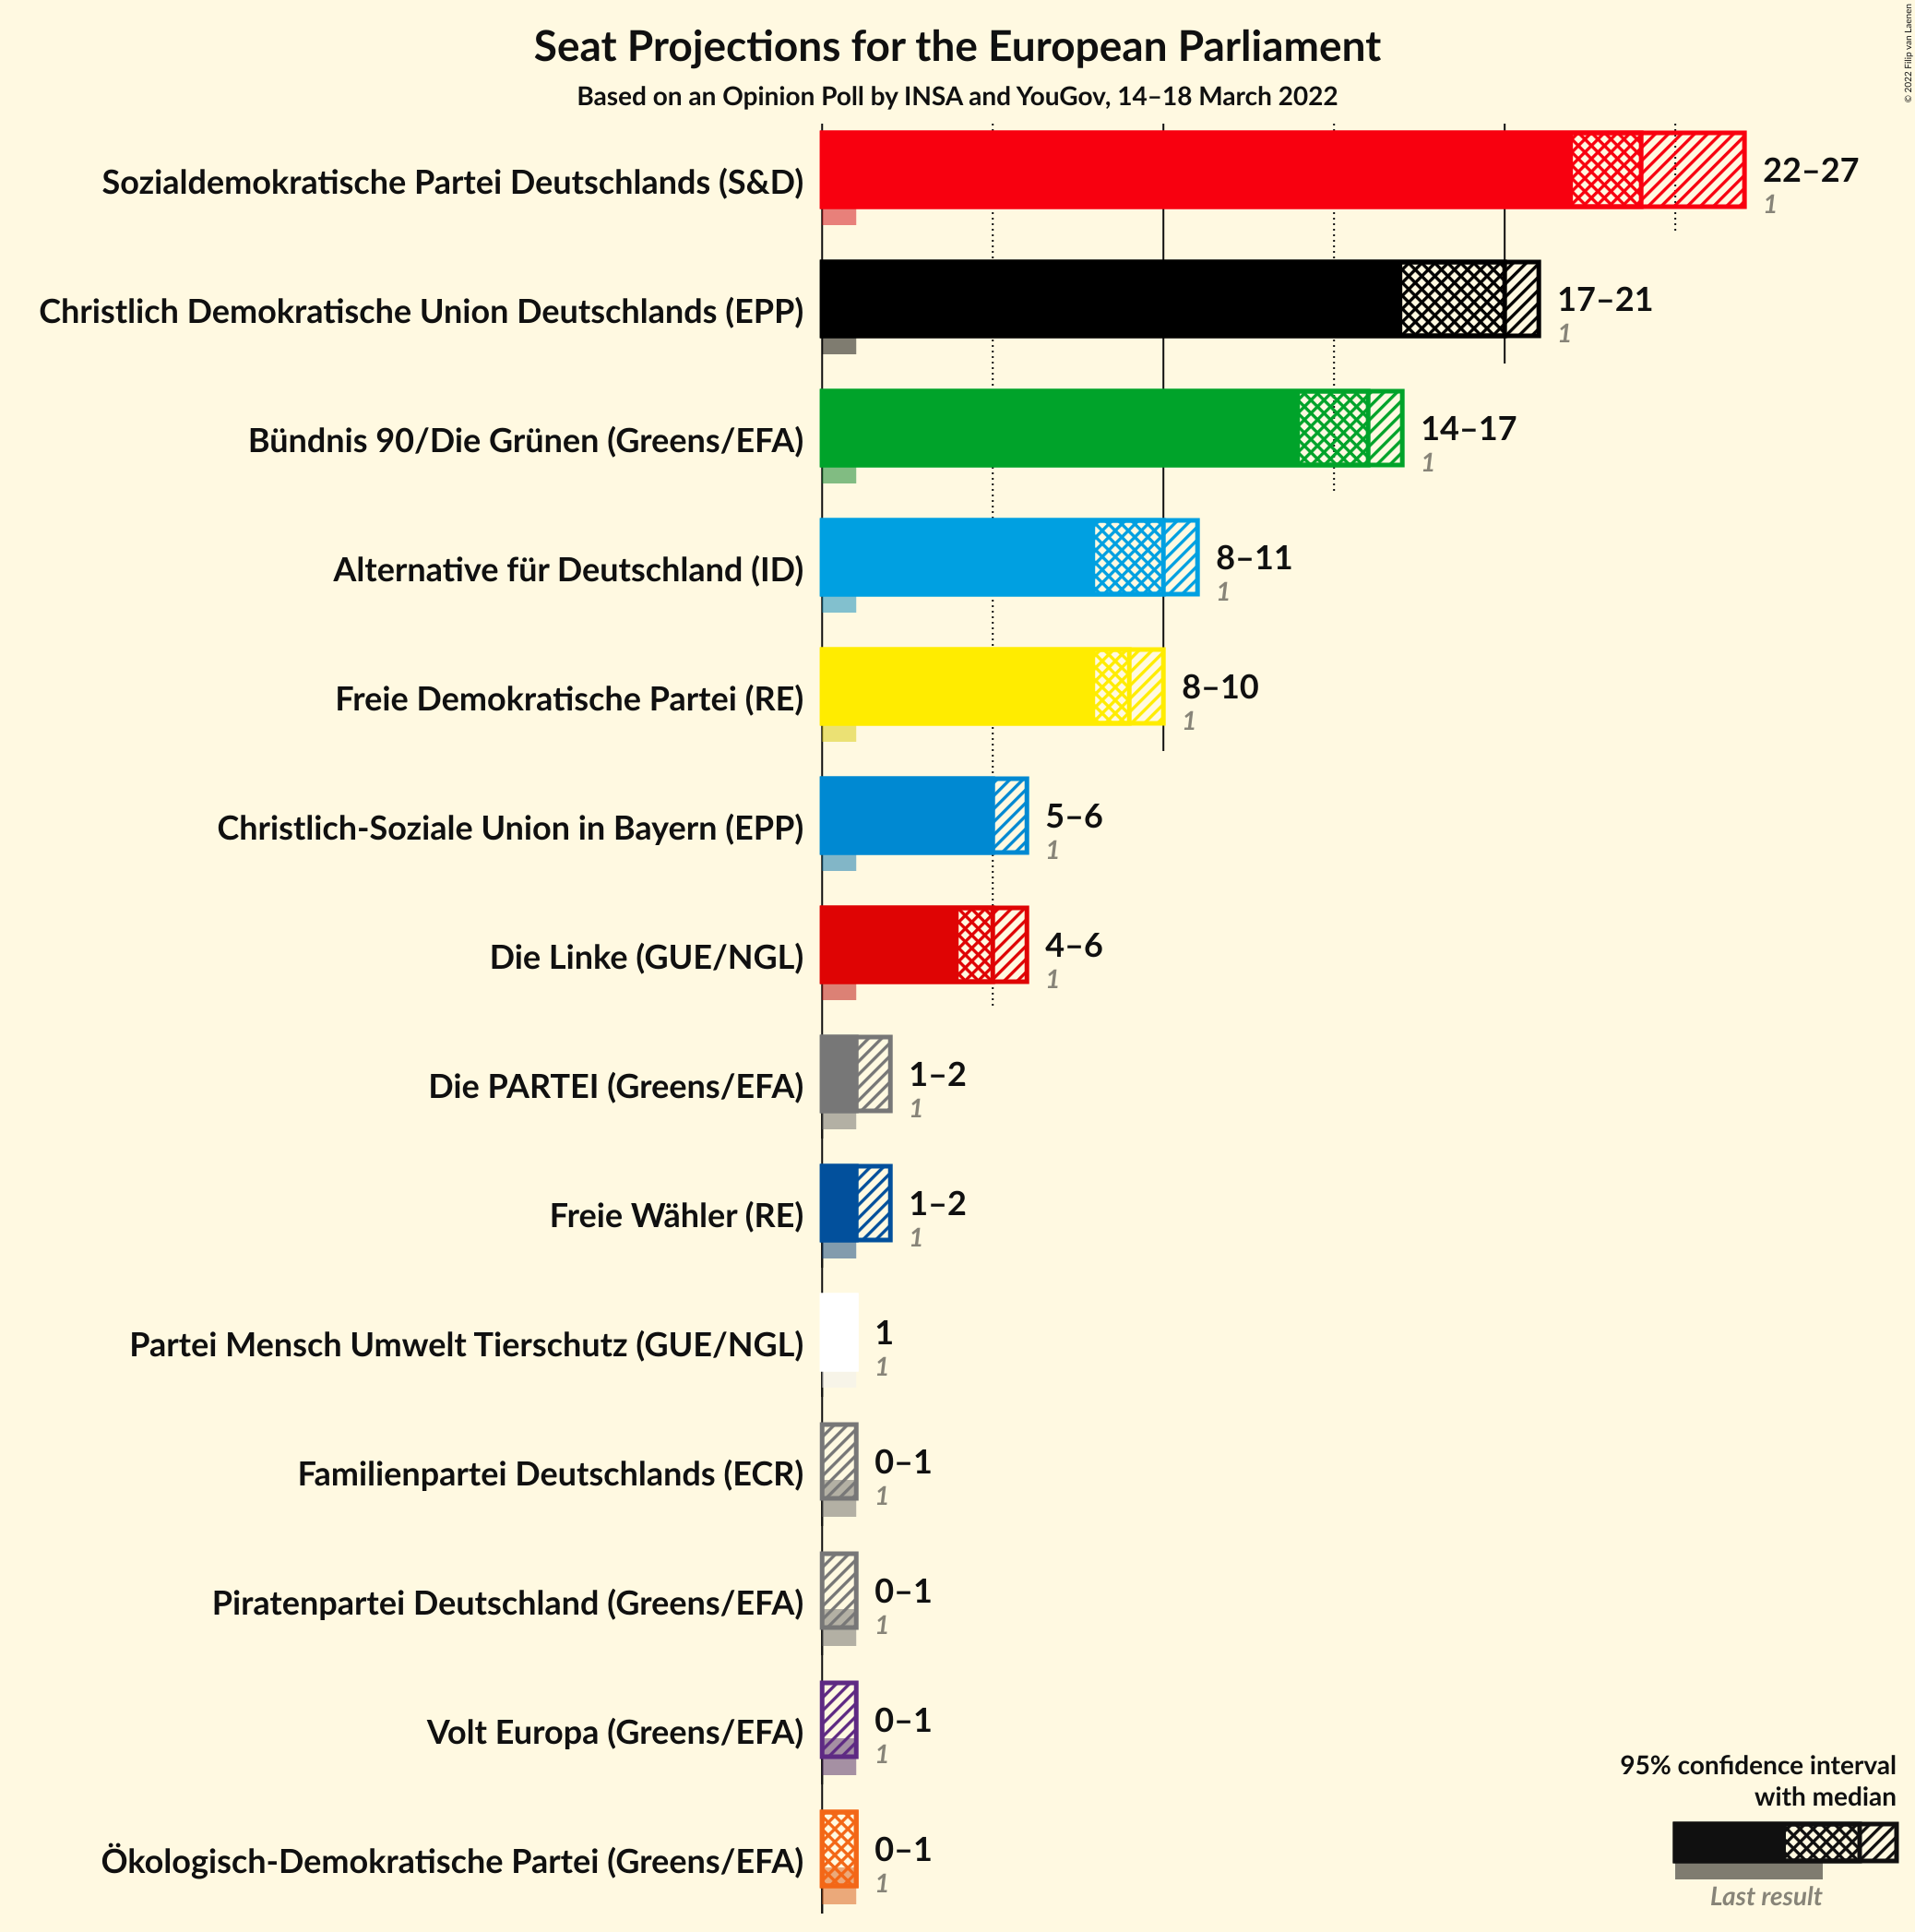 Seat Projections for the European Parliament
Based on an Opinion Poll by INSA and YouGov, 14–18 March 2022
© 2022 Filip van Laenen
Sozialdemokratische Partei Deutschlands (S&D)
22–27
1
Christlich Demokratische Union Deutschlands (EPP)
17–21
1
Bündnis 90/Die Grünen (Greens/EFA)
14–17
1
Alternative für Deutschland (ID)
8–11
1
Freie Demokratische Partei (RE)
8–10
1
Christlich-Soziale Union in Bayern (EPP)
5–6
1
Die Linke (GUE/NGL)
4–6
1
Die PARTEI (Greens/EFA)
1–2
1
Freie Wähler (RE)
1–2
1
Partei Mensch Umwelt Tierschutz (GUE/NGL)
1
1
Familienpartei Deutschlands (ECR)
0–1
1
Piratenpartei Deutschland (Greens/EFA)
0–1
1
Volt Europa (Greens/EFA)
0–1
1
Ökologisch-Demokratische Partei (Greens/EFA)
0–1
1
95% confidence interval
with median
Last result